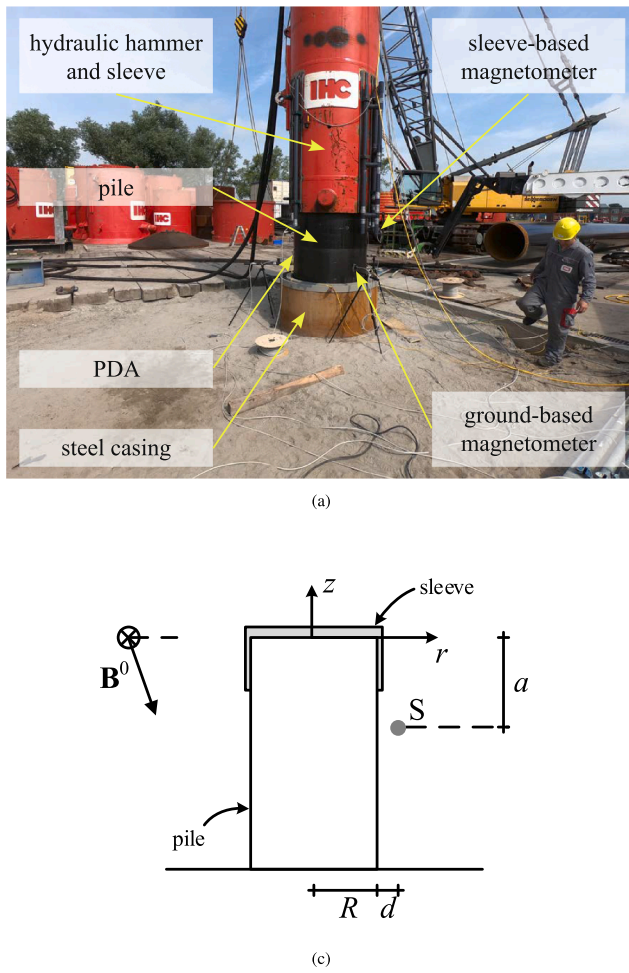 hydraulic hammer
and sleeve
sleeve-based
magnetometer
IHC
pile
IHC
IHC
PDA
steel casing
ground-based
magnetometer
(a)
z
sleeve
r
B⁰
a
S
pile
R
d
(c)